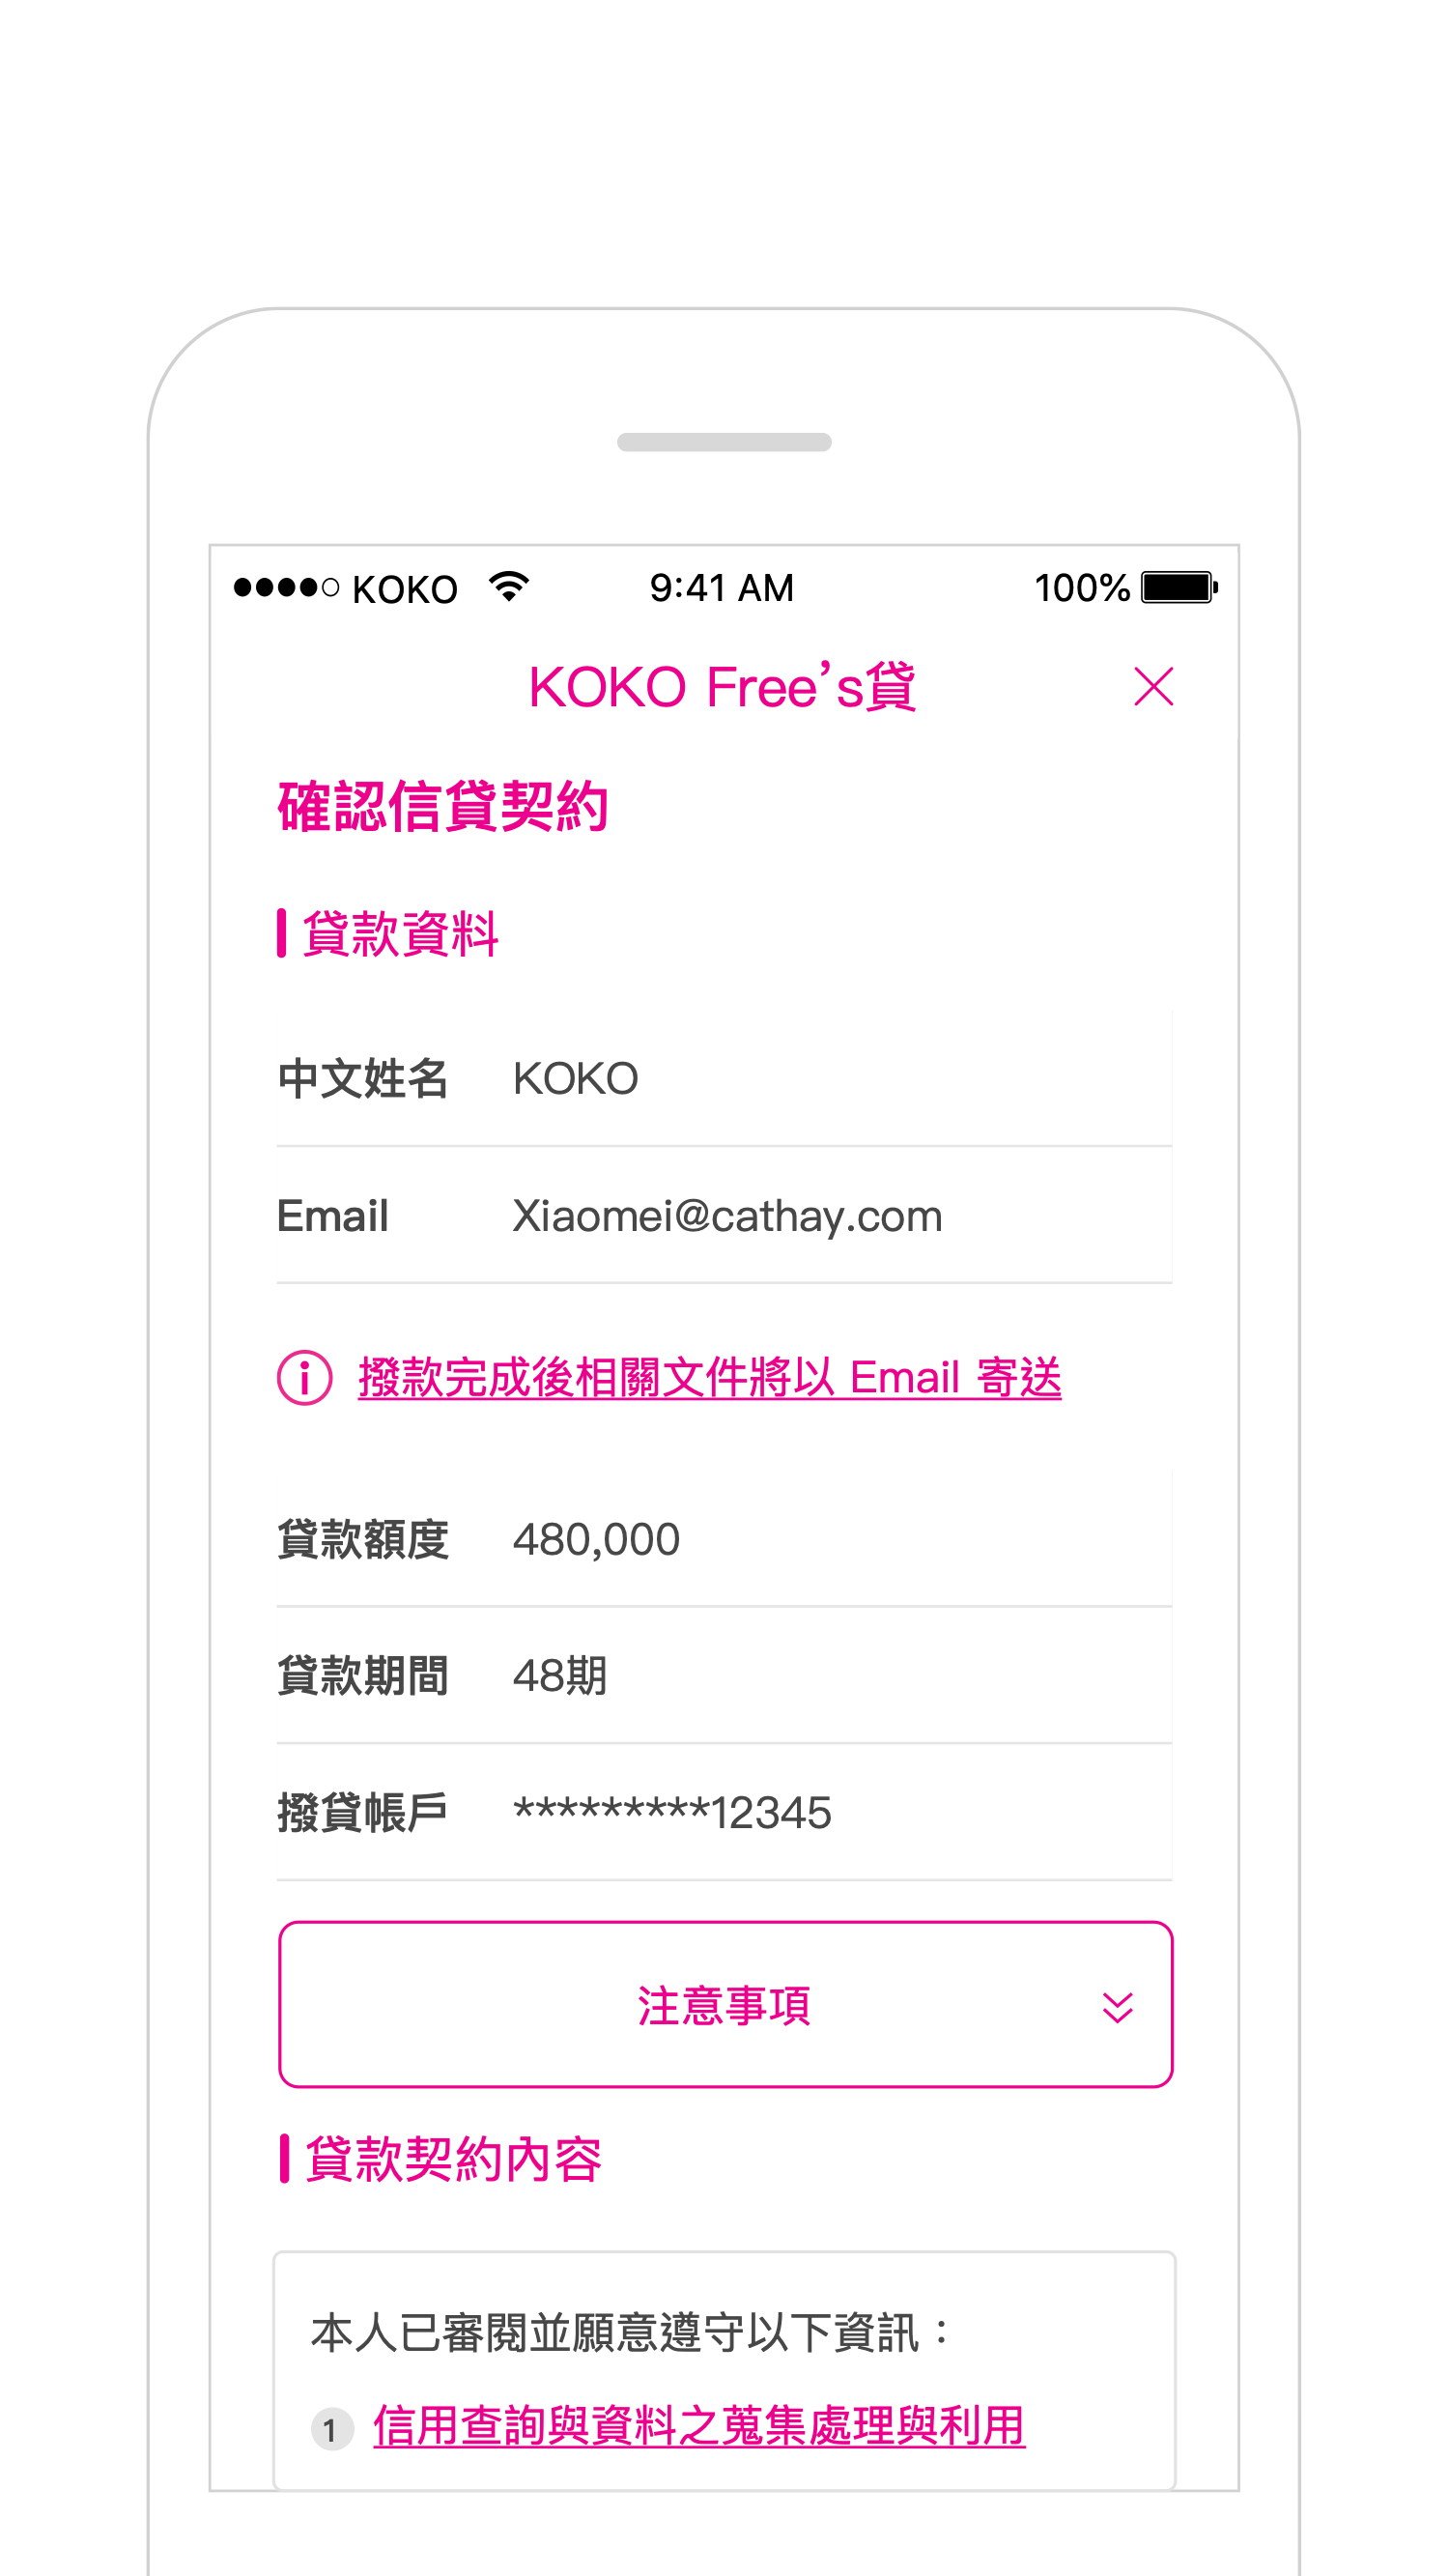 KOKO 9:41 AM 100%
KOKO Free’s貸
確認信貸契約
貸款資料
中文姓名 KOKO
Email Xiaomei@cathay.com
撥款完成後相關文件將以 Email 寄送
貸款額度 480,000
貸款期間 48期
撥貸帳戶 *********12345
注意事項
貸款契約內容
本人已審閱並願意遵守以下資訊：
1 信用查詢與資料之蒐集處理與利用